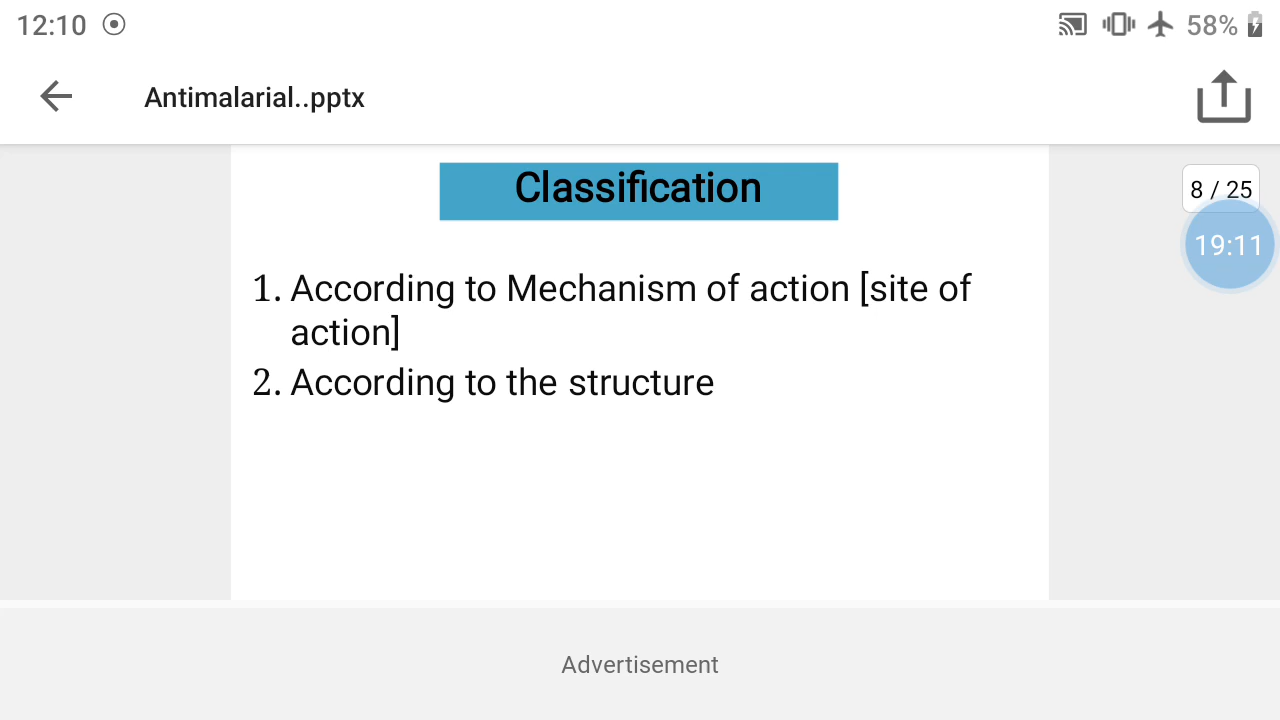 12:10
58%
Antimalarial..pptx
Classification
8 / 25
19:11
1. According to Mechanism of action [site of
action]
2. According to the structure
Advertisement